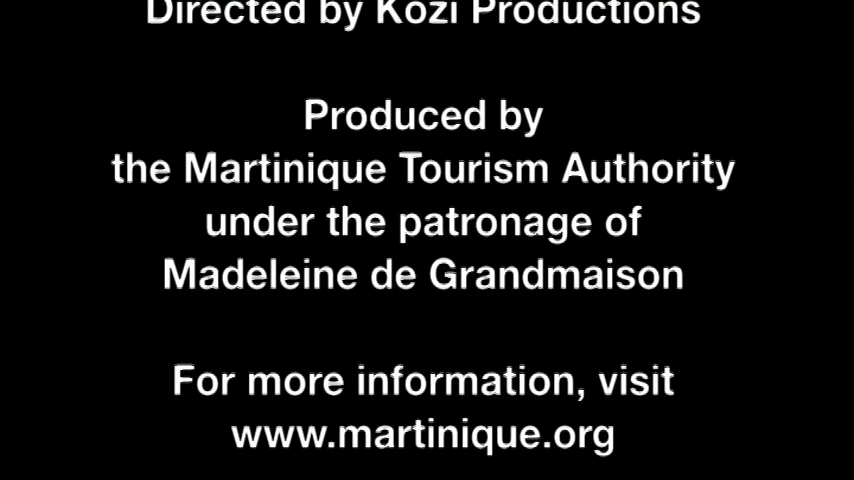 Directed by Kozi Productions
Produced by
the Martinique Tourism Authority
under the patronage of
Madeleine de Grandmaison
For more information, visit
www.martinique.org